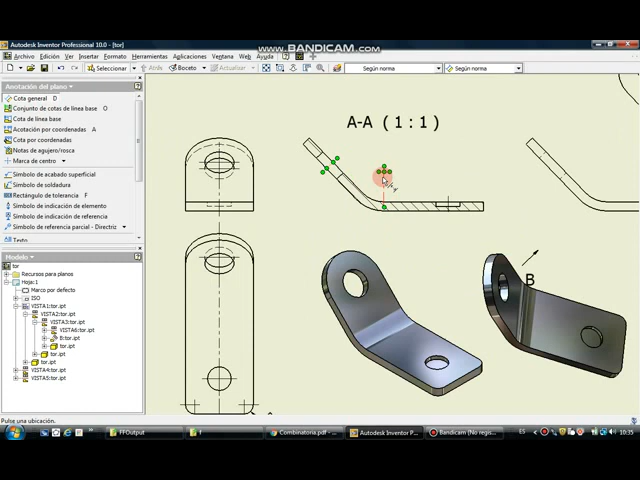 www.BANDICAM.com
Autodesk Inventor Professional 10.0 - [tor]
Archivo Edición Ver Insertar Formato Herramientas Aplicaciones Ventana Web ?
Seleccionar Atrás Boceto Actualizar Según norma Según norma
Anotación del plano
Cota general D
Conjunto de cotas de línea base O
Cota de línea base
Acotación por coordenadas A
Cota por coordenadas
Notas de agujero/rosca
Marca de centro
Símbolo de acabado superficial
Símbolo de soldadura
Rectángulo de tolerancia
Símbolo de indicación de elemento
Símbolo de indicación de referencia
Símbolo de referencia parcial - Directriz
Texto
Modelo
tor
Recursos para planos
Hoja:1
Marco por defecto
ISO
VISTA1:tor.ipt
VISTA2:tor.ipt
VISTA3:tor.ipt
VISTA6:tor.ipt
B:tor.ipt
tor.ipt
tor.ipt
tor.ipt
VISTA4:tor.ipt
VISTA5:tor.ipt
A-A ( 1 : 1 )
B
Pulse una ubicación.
FFOutput
f
Combinatoria.pdf - ...
Autodesk Inventor P...
Bandicam (No regis...
ES
10:35